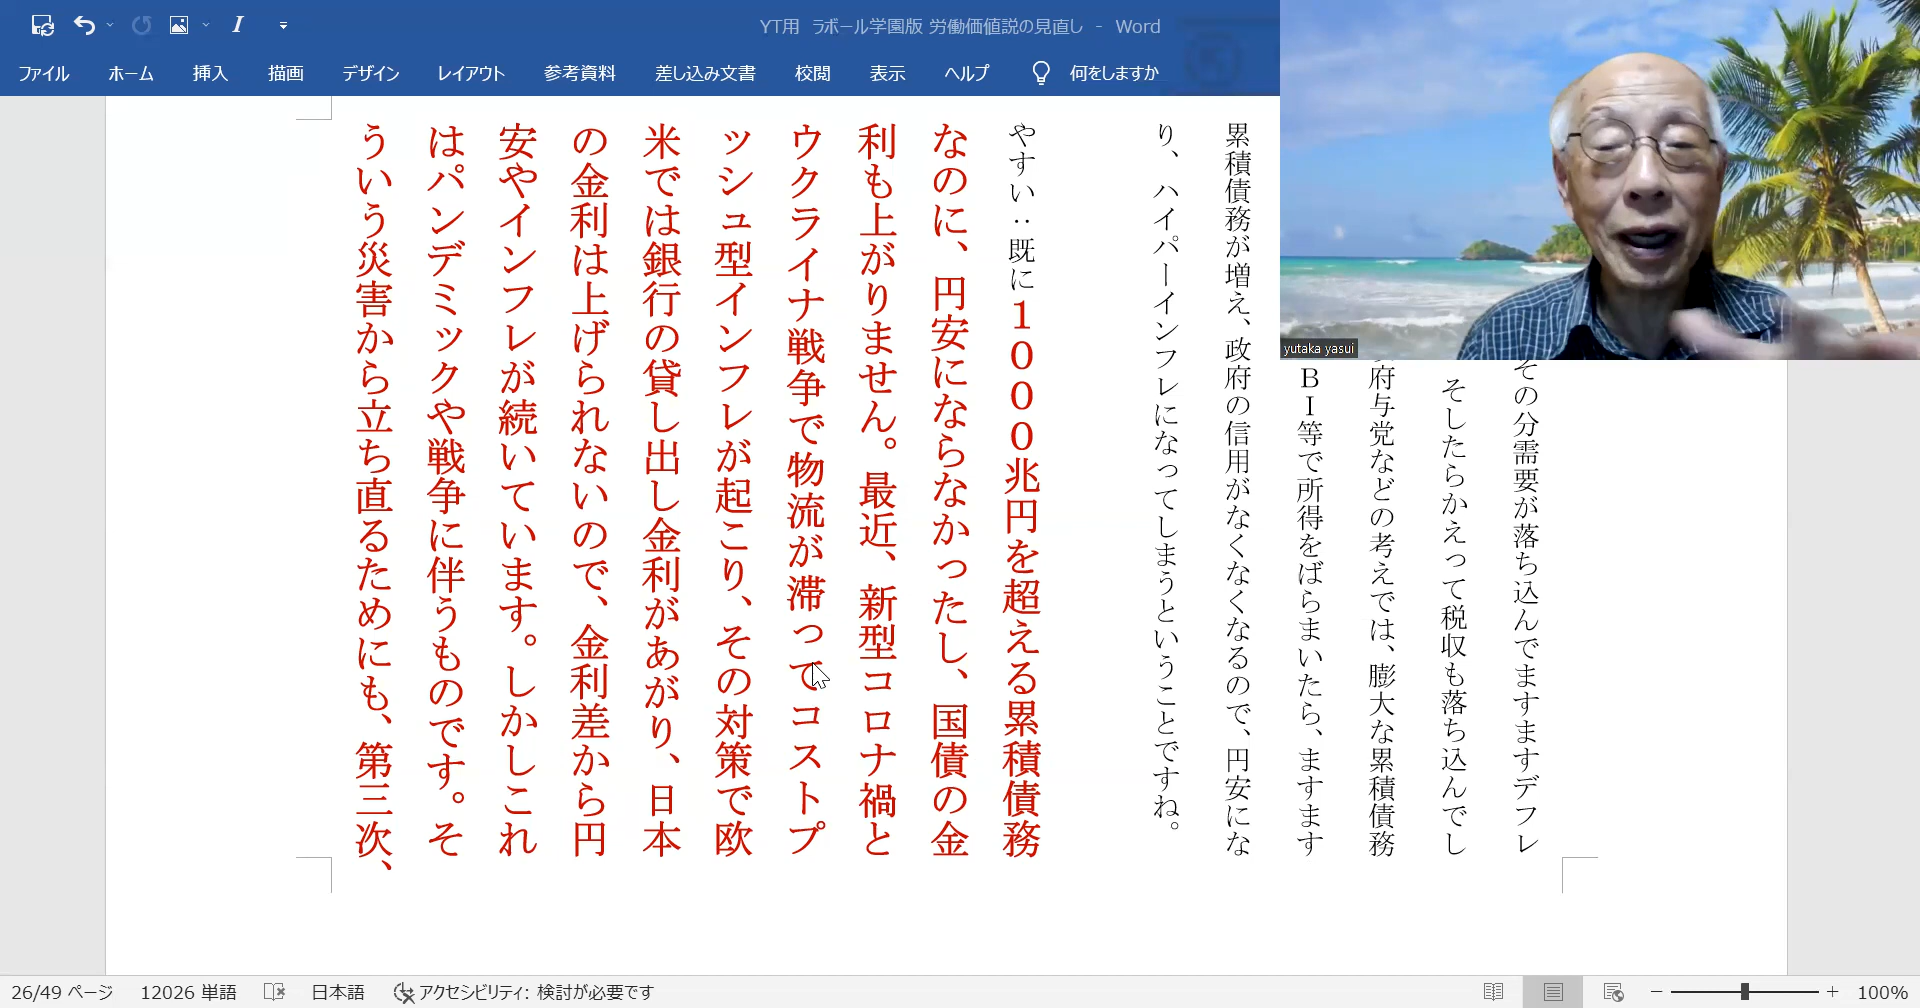 YT用 ラボール学園版 労働価値説の見直し - Word
ファイル ホーム 挿入 描画 デザイン レイアウト 参考資料 差し込み文書 校閲 表示 ヘルプ 何をしますか
yutaka yasui
その分需要が落ち込んでますますデフレ
そしたらかえって税収も落ち込んでし
府与党などの考えでは、膨大な累積債務
BI等で所得をばらまいたら、ますます
累積債務が増え、政府の信用がなくなくなるので、円安にな
り、ハイパーインフレになってしまうということですね。
やすい：既に1000兆円を超える累積債務
なのに、円安にならなかったし、国債の金
利も上がりません。最近、新型コロナ禍と
ウクライナ戦争で物流が滞ってコストプ
ッシュ型インフレが起こり、その対策で欧
米では銀行の貸し出し金利があがり、日本
の金利は上げられないので、金利差から円
安やインフレが続いています。しかしこれ
はパンデミックや戦争に伴うものです。そ
ういう災害から立ち直るためにも、第三次、
26/49 ページ 12026 単語 日本語 アクセシビリティ: 検討が必要です 100%